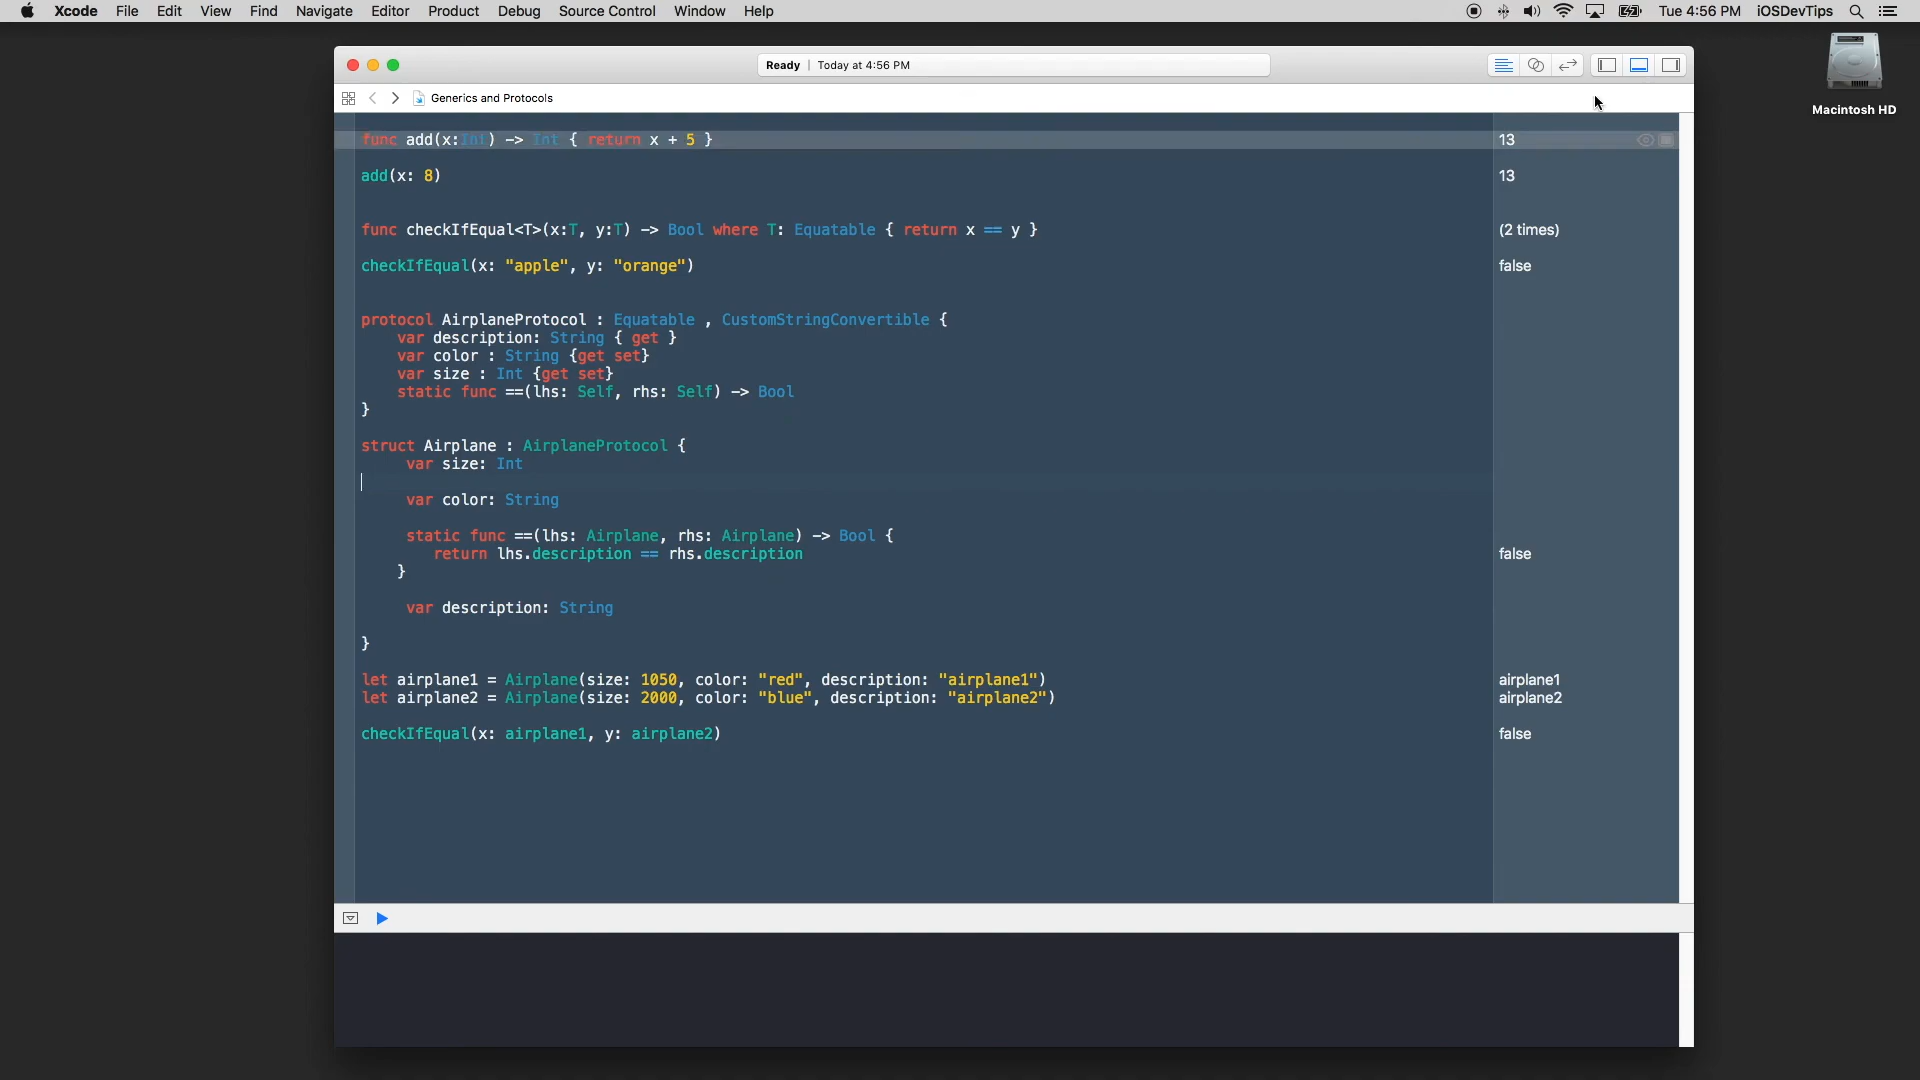 Xcode File Edit View Find Navigate Editor Product Debug Source Control Window Help Tue 4:56 PM iOSDevTips
Ready | Today at 4:56 PM
Macintosh HD
Generics and Protocols
func add(x:Int) -> Int { return x + 5 } 13
add(x: 8) 13
func checkIfEqual<T>(x:T, y:T) -> Bool where T: Equatable { return x == y } (2 times)
checkIfEqual(x: "apple", y: "orange") false
protocol AirplaneProtocol : Equatable , CustomStringConvertible {
var description: String { get }
var color : String {get set}
var size : Int {get set}
static func ==(lhs: Self, rhs: Self) -> Bool
}
struct Airplane : AirplaneProtocol {
var size: Int
var color: String
static func ==(lhs: Airplane, rhs: Airplane) -> Bool {
return lhs.description == rhs.description false
}
var description: String
}
let airplane1 = Airplane(size: 1050, color: "red", description: "airplane1") airplane1
let airplane2 = Airplane(size: 2000, color: "blue", description: "airplane2") airplane2
checkIfEqual(x: airplane1, y: airplane2) false